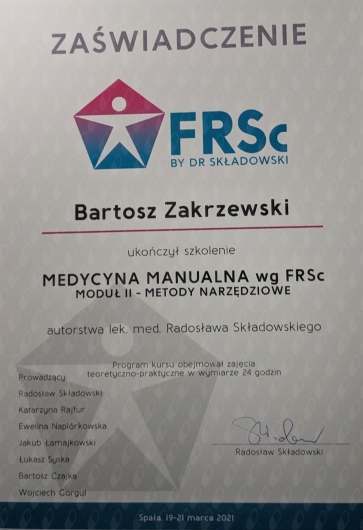 ZAŚWIADCZENIE
FRSc
BY DR SKŁADOWSKI
Bartosz Zakrzewski
ukończył szkolenie
MEDYCYNA MANUALNA wg FRSc
MODUŁ II - METODY NARZĘDZIOWE
autorstwa lek. med. Radosława Składowskiego
Program kursu obejmował zajęcia
teoretyczno-praktyczne w wymiarze 24 godzin
Prowadzący:
Radosław Składowski
Katarzyna Rajfur
Ewelina Napiórkowska
Jakub Łamajkowski
Łukasz Syska
Bartosz Czajka
Wojciech Gorgul
Radosław Składowski
Spała, 19-21 marca 2021